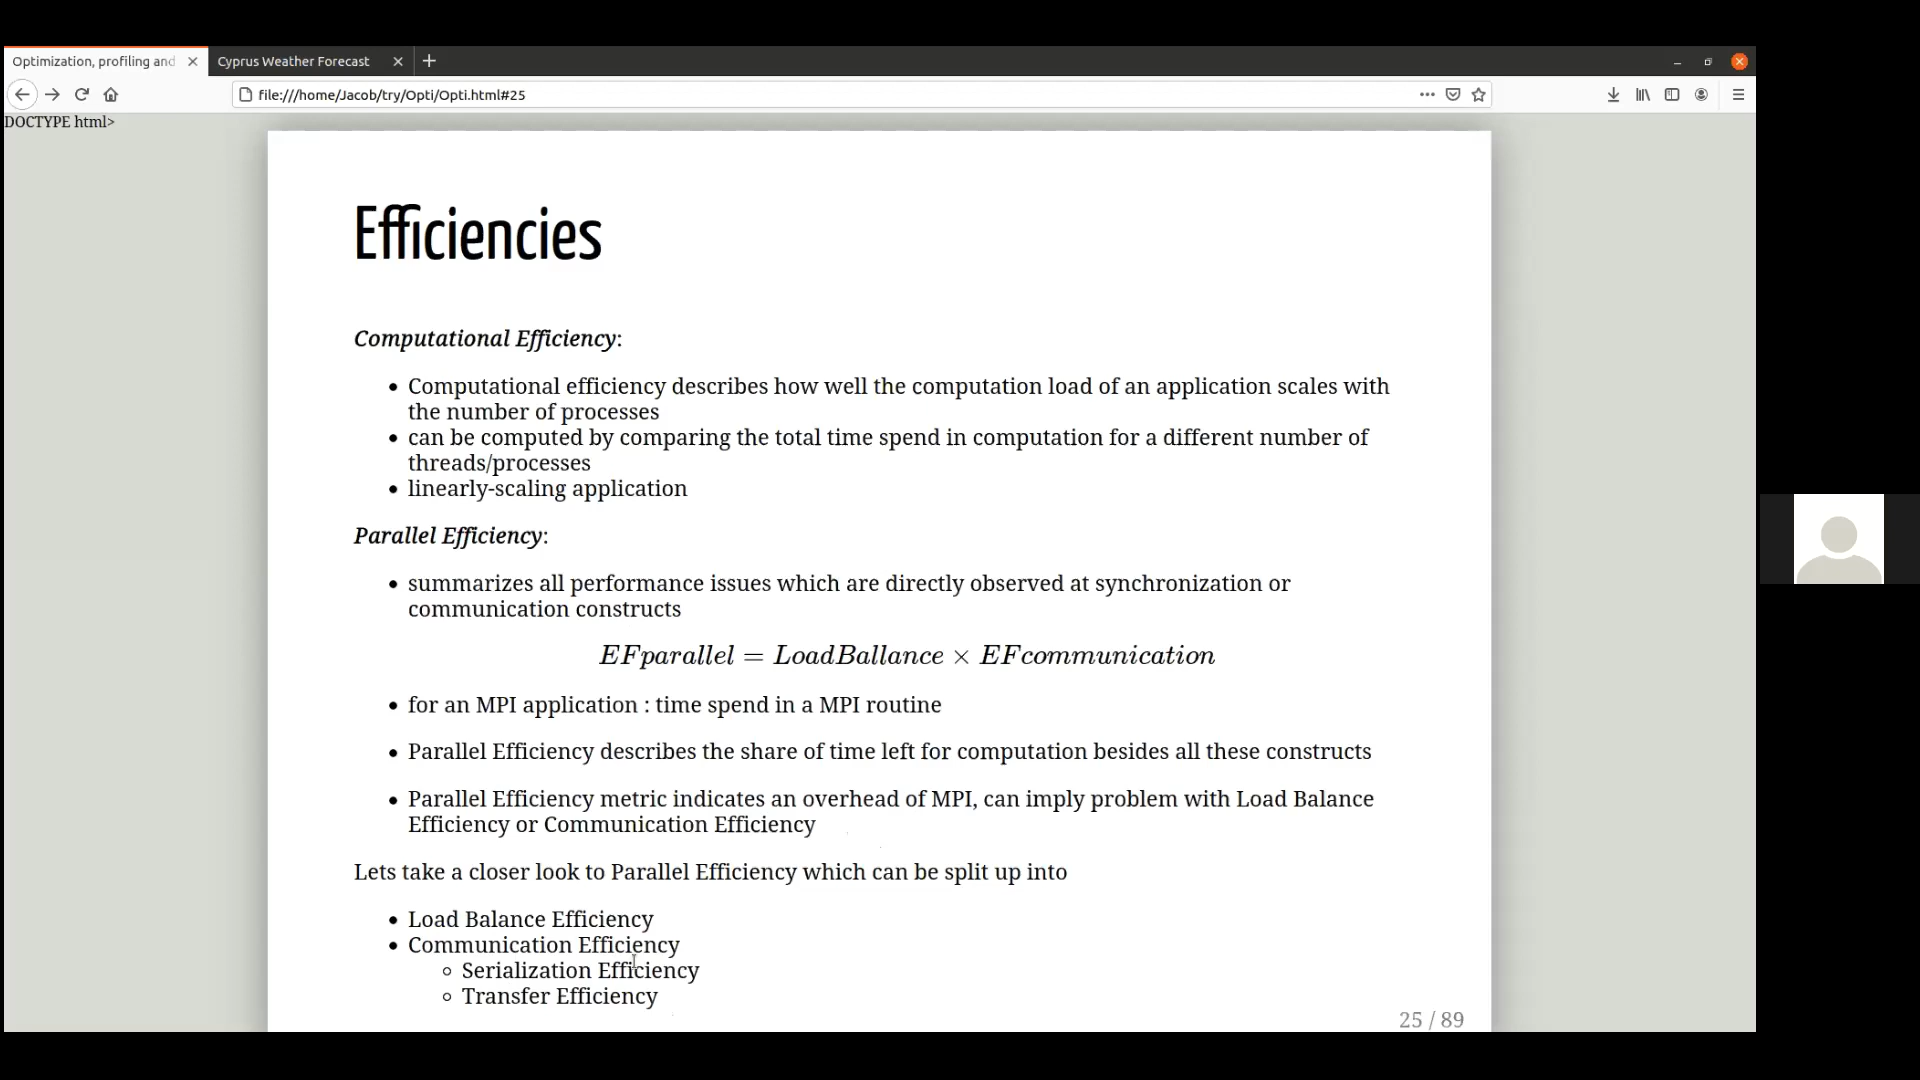 Optimization, profiling and
Cyprus Weather Forecast
file:///home/Jacob/try/Opti/Opti.html#25
DOCTYPE html>
Efficiencies
Computational Efficiency:
• Computational efficiency describes how well the computation load of an application scales with
the number of processes
• can be computed by comparing the total time spend in computation for a different number of
threads/processes
• linearly-scaling application
Parallel Efficiency:
• summarizes all performance issues which are directly observed at synchronization or
communication constructs
EFparallel = LoadBallance × EFcommunication
• for an MPI application : time spend in a MPI routine
• Parallel Efficiency describes the share of time left for computation besides all these constructs
• Parallel Efficiency metric indicates an overhead of MPI, can imply problem with Load Balance
Efficiency or Communication Efficiency
Lets take a closer look to Parallel Efficiency which can be split up into
• Load Balance Efficiency
• Communication Efficiency
◦ Serialization Efficiency
◦ Transfer Efficiency
25 / 89